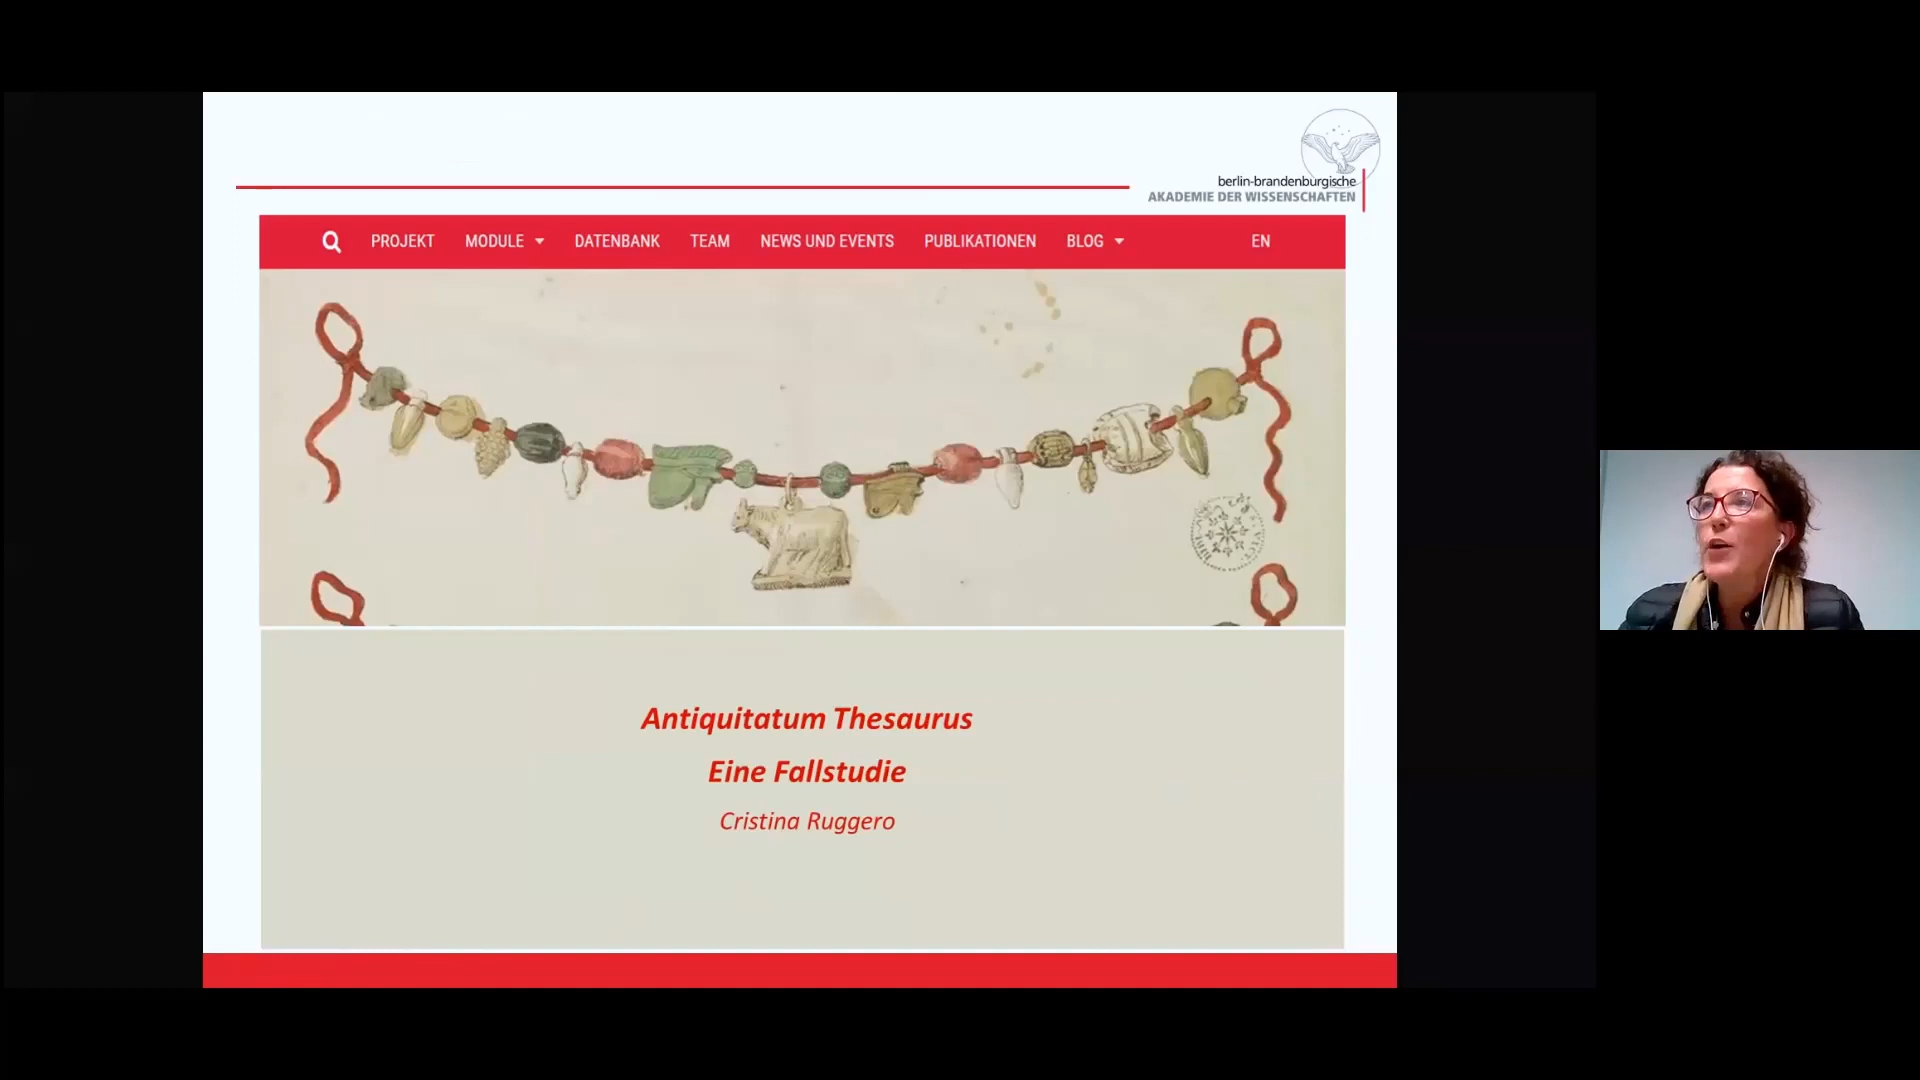 berlin-brandenburgische
AKADEMIE DER WISSENSCHAFTEN
PROJEKT MODULE DATENBANK TEAM NEWS UND EVENTS PUBLIKATIONEN BLOG EN
Antiquitatum Thesaurus
Eine Fallstudie
Cristina Ruggero